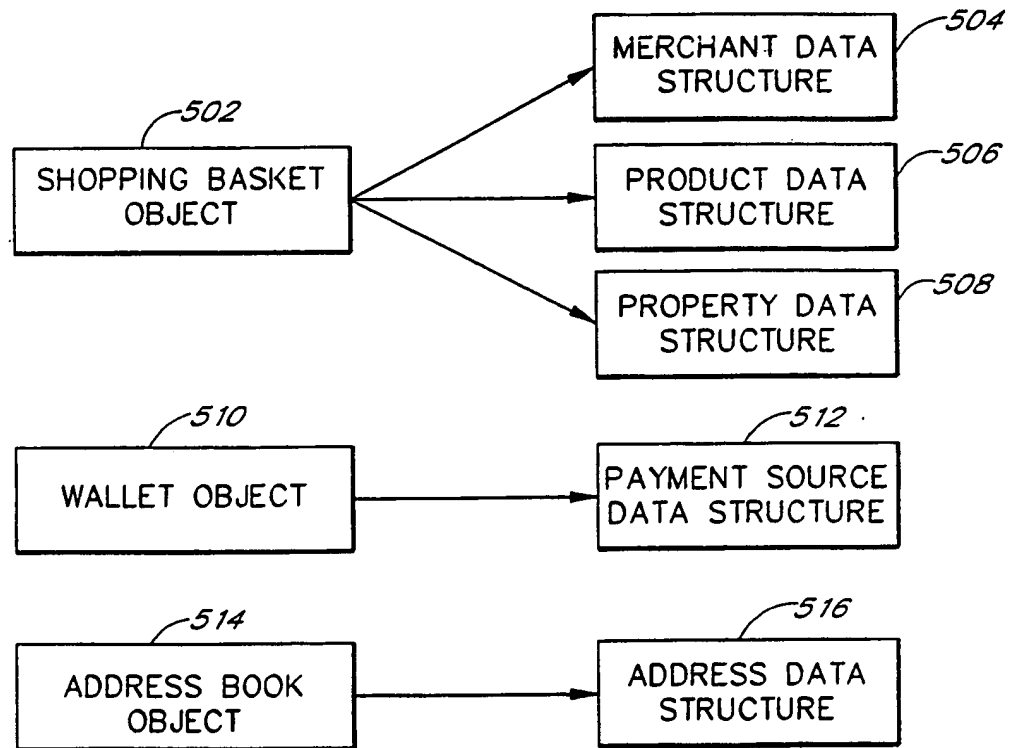 502
SHOPPING BASKET
OBJECT
504
MERCHANT DATA
STRUCTURE
506
PRODUCT DATA
STRUCTURE
508
PROPERTY DATA
STRUCTURE
510
WALLET OBJECT
512
PAYMENT SOURCE
DATA STRUCTURE
514
ADDRESS BOOK
OBJECT
516
ADDRESS DATA
STRUCTURE